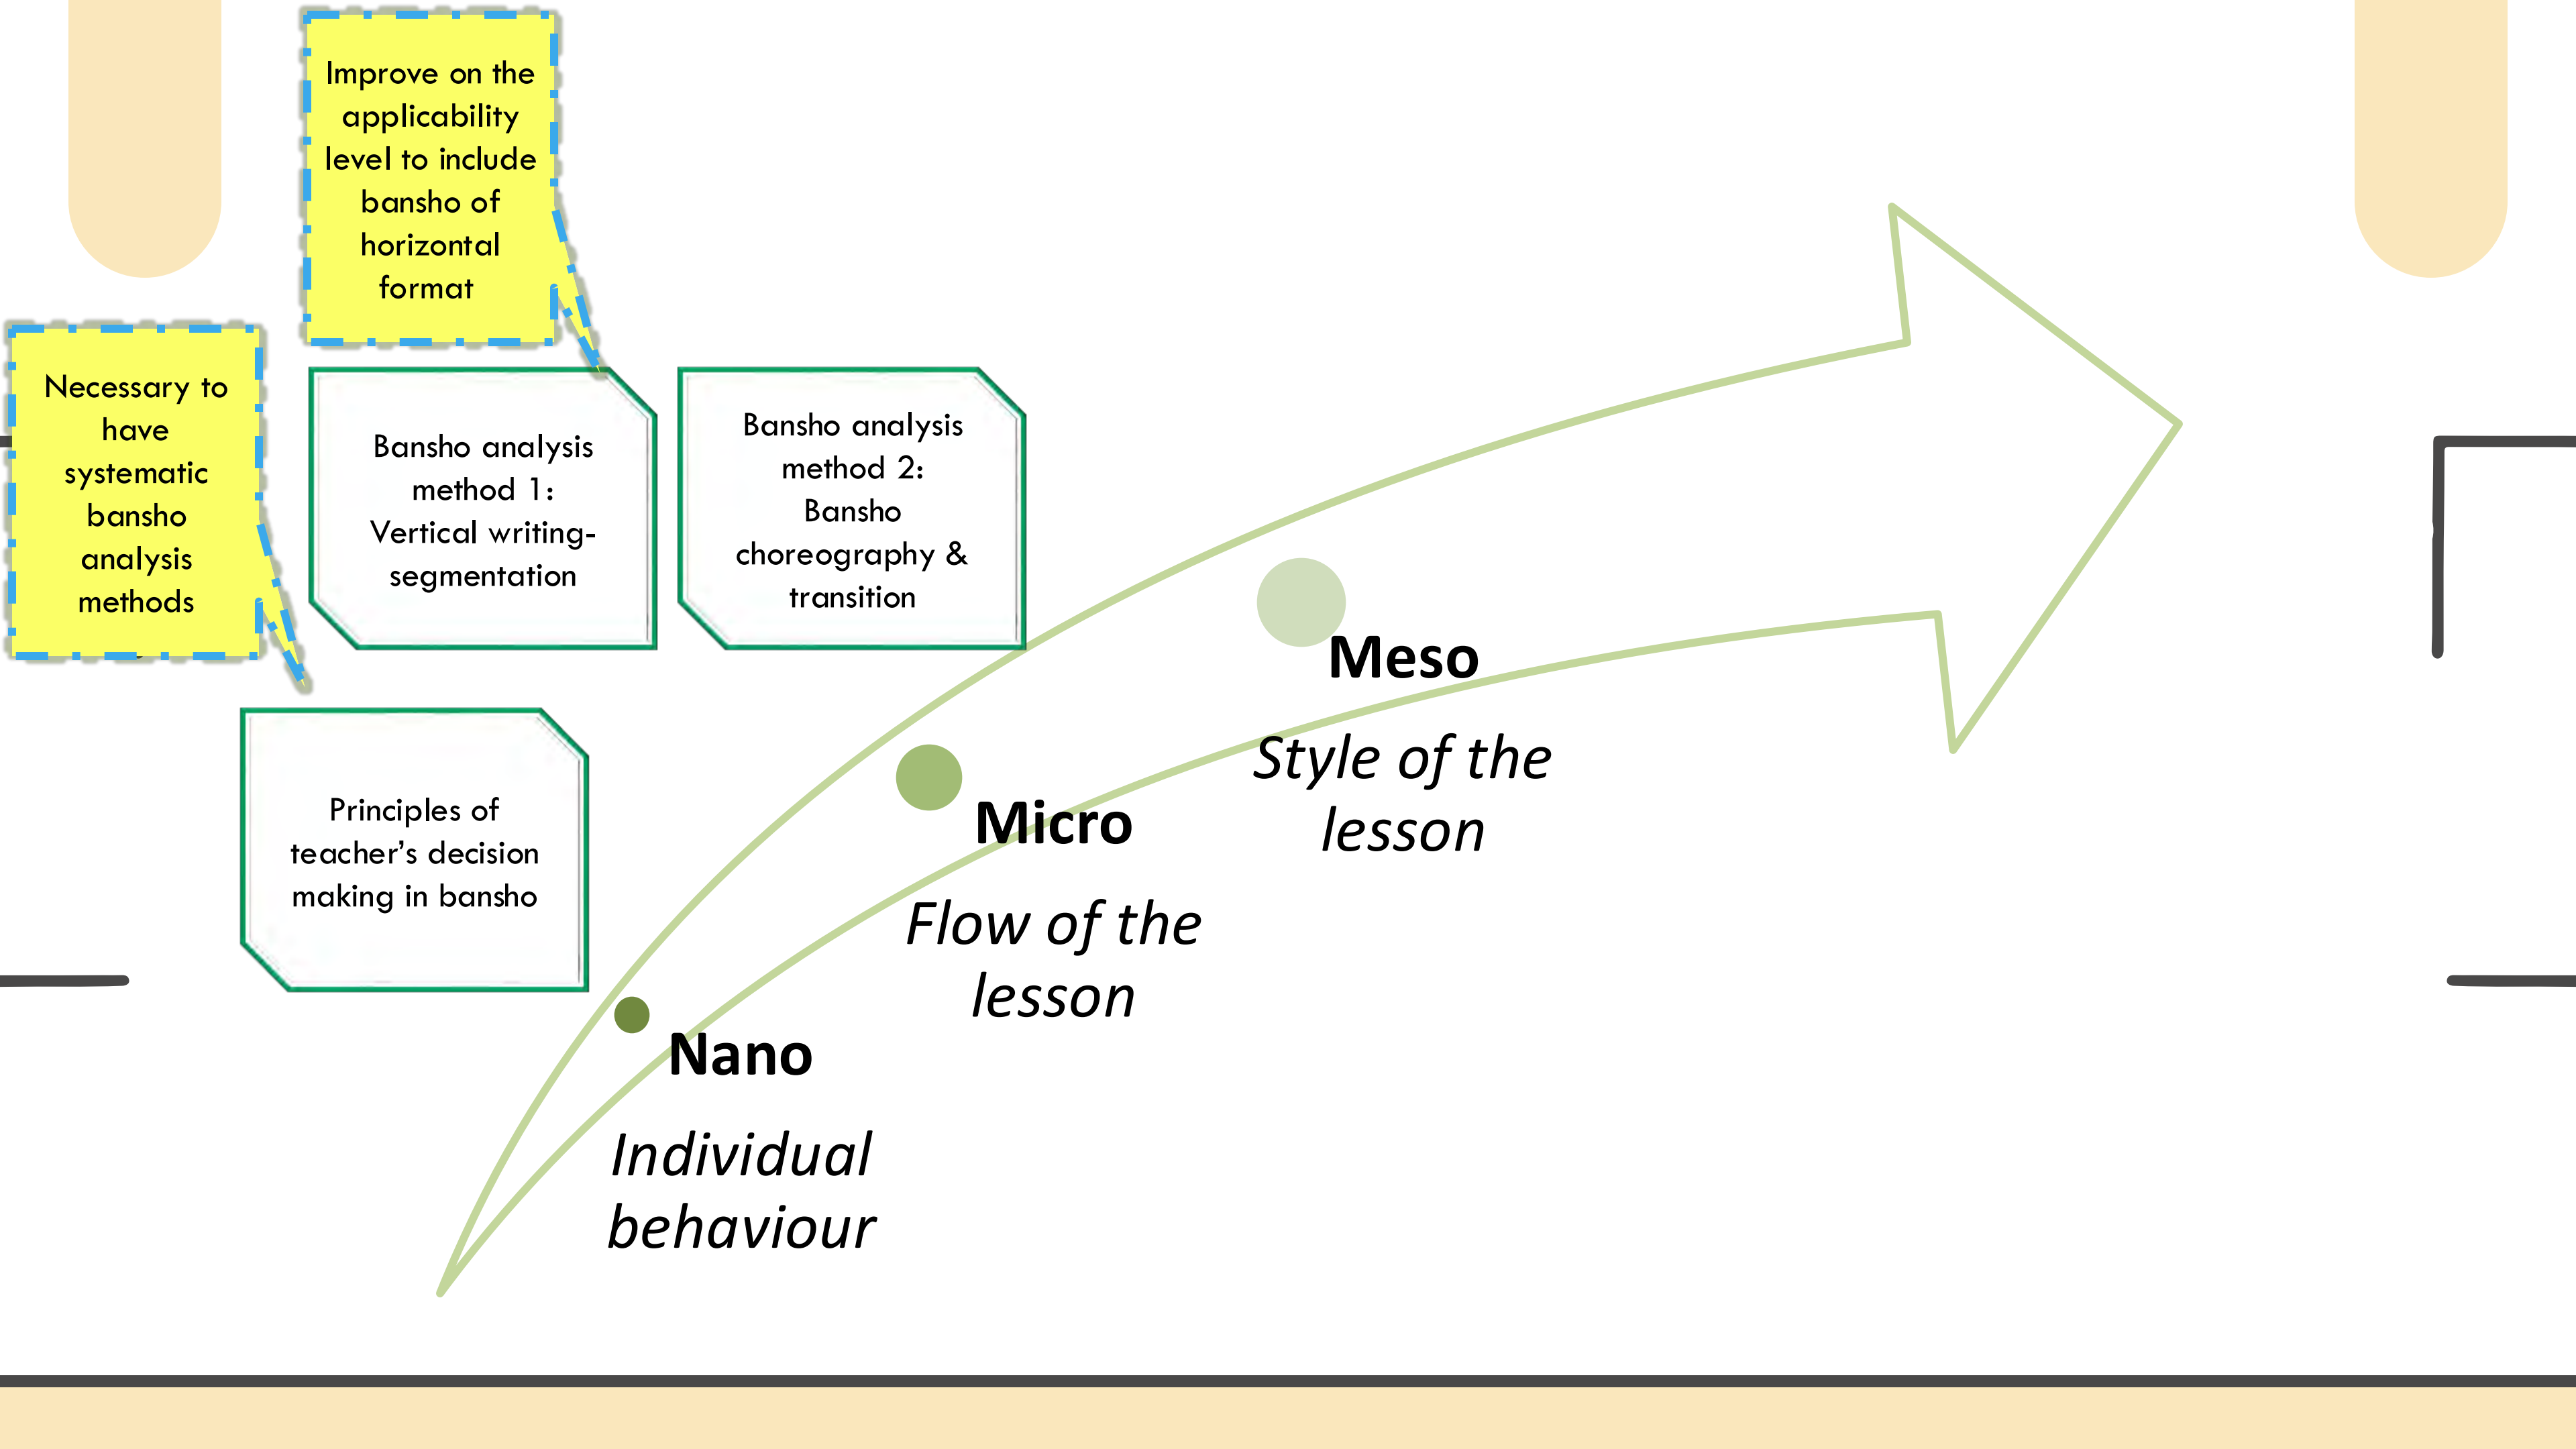 Improve on the
applicability
level to include
bansho of
horizontal
format
Necessary to
have
systematic
bansho
analysis
methods
Bansho analysis
method 1:
Vertical writing-
segmentation
Bansho analysis
method 2:
Bansho
choreography &
transition
Principles of
teacher’s decision
making in bansho
Meso
Style of the
lesson
Micro
Flow of the
lesson
Nano
Individual
behaviour